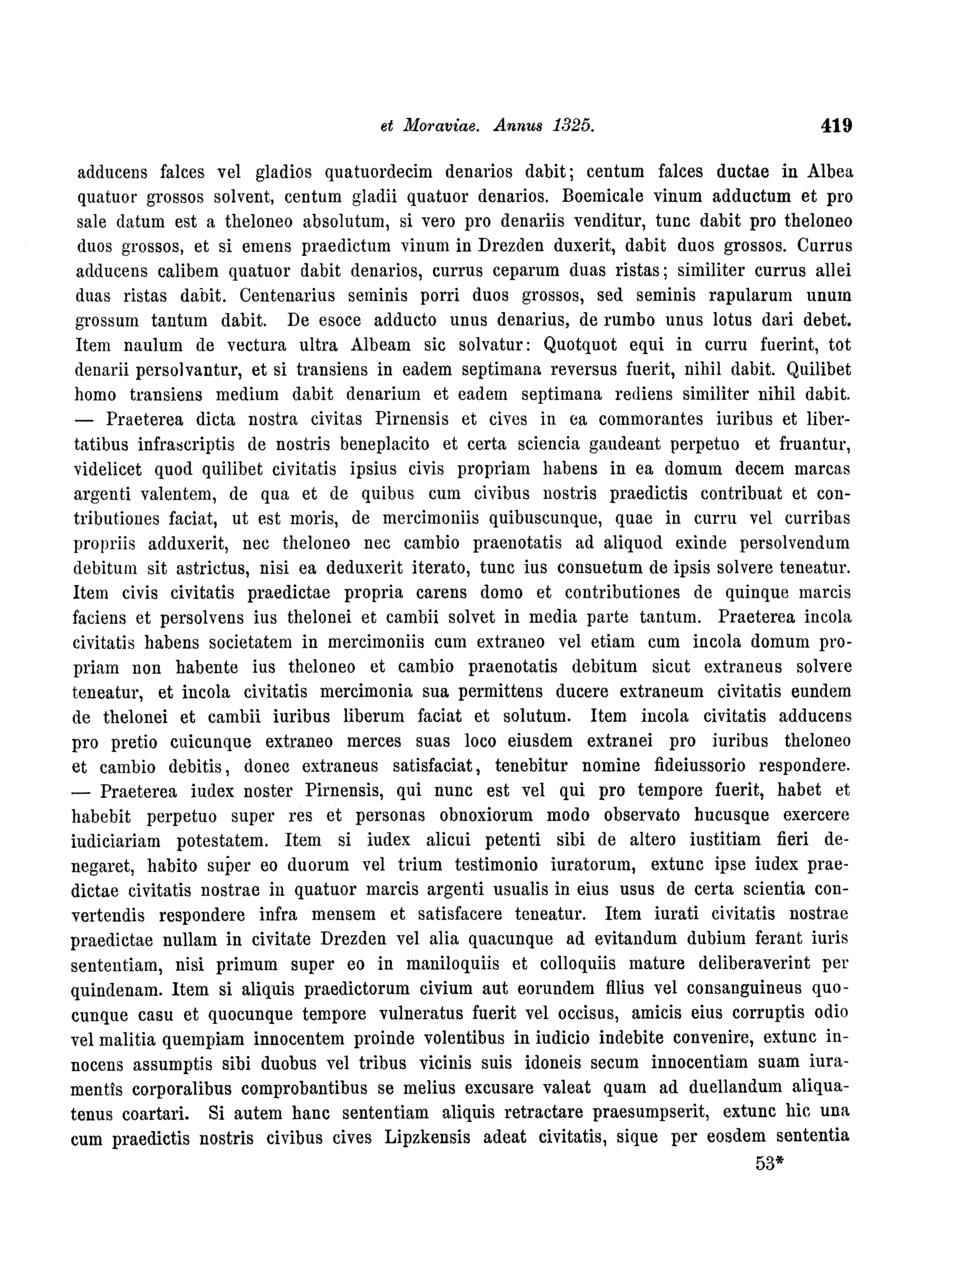 et Moraviae. Annus 1325. 419
adducens falces vel gladios quatuordecim denarios dabit; centum falces ductae in Albea
quatuor grossos solvent, centum gladii quatuor denarios. Boemicale vinum adductum et pro
sale datum est a theloneo absolutum, si vero pro denariis venditur, tunc dabit pro theloneo
duos grossos, et si emens praedictum vinum in Drezden duxerit, dabit duos grossos. Currus
adducens calibem quatuor dabit denarios, currus ceparum duas ristas; similiter currus allei
duas ristas dabit. Centenarius seminis porri duos grossos, sed seminis rapularum unum
grossum tantum dabit. De esoce adducto unus denarius, de rumbo unus lotus dari debet.
Item naulum de vectura ultra Albeam sic solvatur: Quotquot equi in curru fuerint, tot
denarii persolvantur, et si transiens in eadem septimana reversus fuerit, nihil dabit. Quilibet
homo transiens medium dabit denarium et eadem septimana rediens similiter nihil dabit.
— Praeterea dicta nostra civitas Pirnensis et cives in ea commorantes iuribus et liber-
tatibus infrascriptis de nostris beneplacito et certa sciencia gaudeant perpetuo et fruantur,
videlicet quod quilibet civitatis ipsius civis propriam habens in ea domum decem marcas
argenti valentem, de qua et de quibus cum civibus nostris praedictis contribuat et con-
tributiones faciat, ut est moris, de mercimoniis quibuscunque, quae in curru vel curribas
propriis adduxerit, nec theloneo nec cambio praenotatis ad aliquod exinde persolvendum
debitum sit astrictus, nisi ea deduxerit iterato, tunc ius consuetum de ipsis solvere teneatur.
Item civis civitatis praedictae propria carens domo et contributiones de quinque marcis
faciens et persolvens ius thelonei et cambii solvet in media parte tantum. Praeterea incola
civitatis habens societatem in mercimoniis cum extraneo vel etiam cum incola domum pro-
priam non habente ius theloneo et cambio praenotatis debitum sicut extraneus solvere
teneatur, et incola civitatis mercimonia sua permittens ducere extraneum civitatis eundem
de thelonei et cambii iuribus liberum faciat et solutum. Item incola civitatis adducens
pro pretio cuicunque extraneo merces suas loco eiusdem extranei pro iuribus theloneo
et cambio debitis, donec extraneus satisfaciat, tenebitur nomine fideiussorio respondere.
— Praeterea iudex noster Pirnensis, qui nunc est vel qui pro tempore fuerit, habet et
habebit perpetuo super res et personas obnoxiorum modo observato hucusque exercere
iudiciariam potestatem. Item si iudex alicui petenti sibi de altero iustitiam fieri de-
negaret, habito super eo duorum vel trium testimonio iuratorum, extunc ipse iudex prae-
dictae civitatis nostrae in quatuor marcis argenti usualis in eius usus de certa scientia con-
vertendis respondere infra mensem et satisfacere teneatur. Item iurati civitatis nostrae
praedictae nullam in civitate Drezden vel alia quacunque ad evitandum dubium ferant iuris
sententiam, nisi primum super eo in maniloquiis et colloquiis mature deliberaverint per
quindenam. Item si aliquis praedictorum civium aut eorundem filius vel consanguineus quo-
cunque casu et quocunque tempore vulneratus fuerit vel occisus, amicis eius corruptis odio
vel malitia quempiam innocentem proinde volentibus in iudicio indebite convenire, extunc in-
nocens assumptis sibi duobus vel tribus vicinis suis idoneis secum innocentiam suam iura-
mentis corporalibus comprobantibus se melius excusare valeat quam ad duellandum aliqua-
tenus coartari. Si autem hanc sententiam aliquis retractare praesumpserit, extunc hic una
cum praedictis nostris civibus cives Lipzkensis adeat civitatis, sique per eosdem sententia
53*